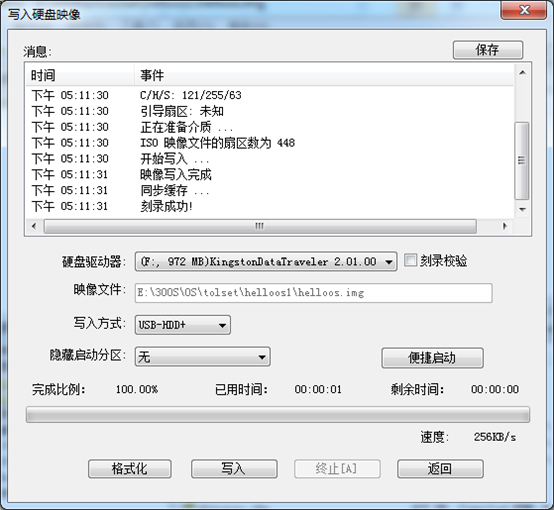 写入硬盘映像
消息:
保存
时间 事件
下午 05:11:30 C/H/S: 121/255/63
下午 05:11:30 引导扇区: 未知
下午 05:11:30 正在准备介质 ...
下午 05:11:30 ISO 映像文件的扇区数为 448
下午 05:11:30 开始写入 ...
下午 05:11:31 映像写入完成
下午 05:11:31 同步缓存 ...
下午 05:11:31 刻录成功!
硬盘驱动器: (F:, 972 MB)KingstonDataTraveler 2.01.00 刻录校验
映像文件: E:\30OS\OS\tolset\helloos1\helloos.img
写入方式: USB-HDD+
隐藏启动分区: 无 便捷启动
完成比例: 100.00% 已用时间: 00:00:01 剩余时间: 00:00:00
速度: 256KB/s
格式化 写入 终止[A] 返回